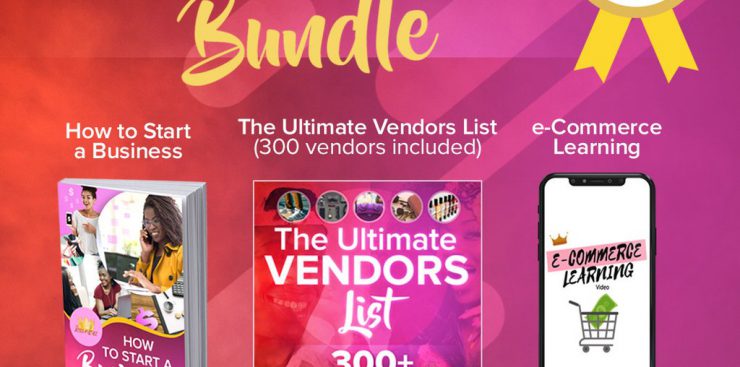 Bundle
How to Start
a Business
The Ultimate Vendors List
(300 vendors included)
e-Commerce
Learning
HOW
TO START A
The Ultimate
VENDORS
List
300+
E-COMMERCE
LEARNING
Video